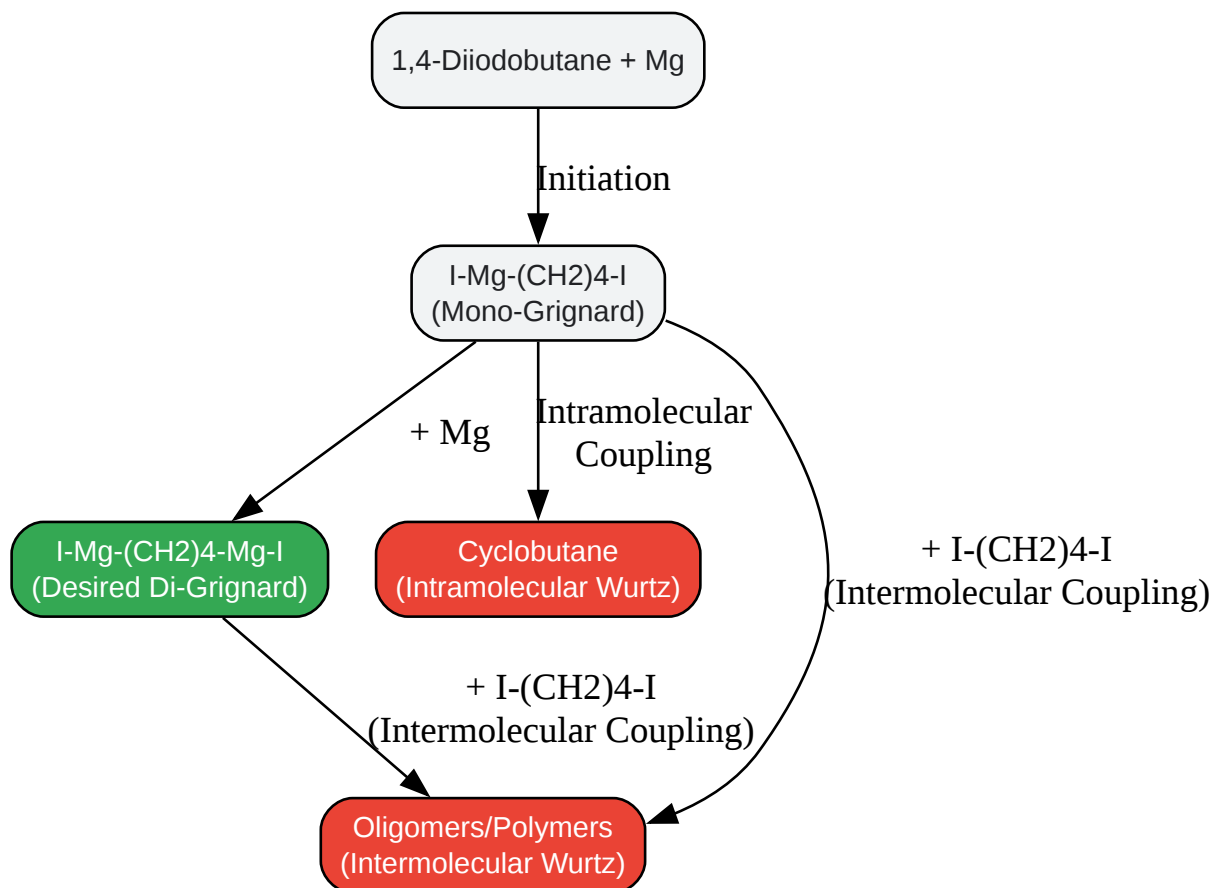 1,4-Diiodobutane + Mg
Initiation
I-Mg-(CH2)4-I
(Mono-Grignard)
+ Mg
Intramolecular
Coupling
+ I-(CH2)4-I
(Intermolecular Coupling)
I-Mg-(CH2)4-Mg-I
(Desired Di-Grignard)
Cyclobutane
(Intramolecular Wurtz)
+ I-(CH2)4-I
(Intermolecular Coupling)
Oligomers/Polymers
(Intermolecular Wurtz)